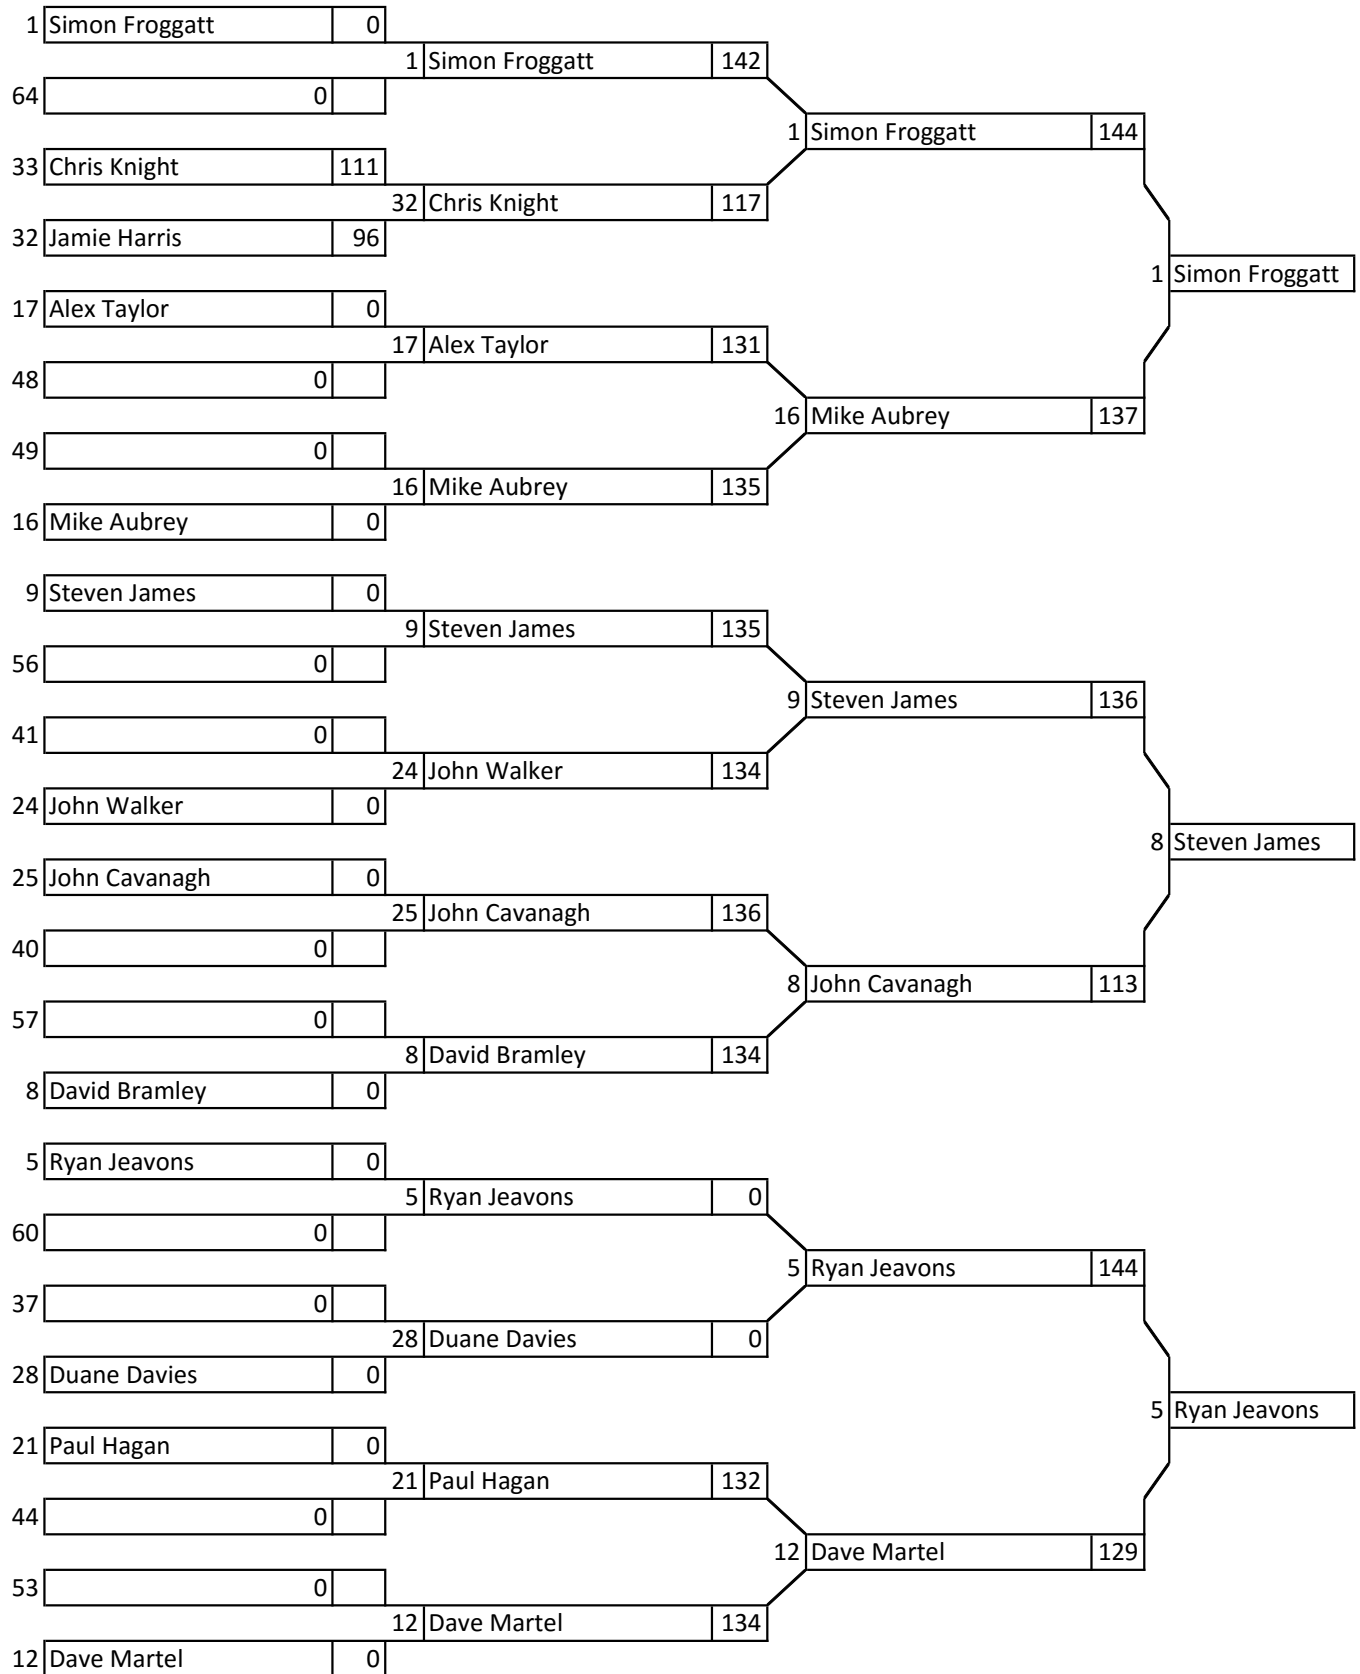 1 Simon Froggatt 0
1 Simon Froggatt 142
64 0
1 Simon Froggatt 144
33 Chris Knight 111
32 Chris Knight 117
32 Jamie Harris 96
1 Simon Froggatt
17 Alex Taylor 0
17 Alex Taylor 131
48 0
16 Mike Aubrey 137
49 0
16 Mike Aubrey 135
16 Mike Aubrey 0
9 Steven James 0
9 Steven James 135
56 0
9 Steven James 136
41 0
24 John Walker 134
24 John Walker 0
8 Steven James
25 John Cavanagh 0
25 John Cavanagh 136
40 0
8 John Cavanagh 113
57 0
8 David Bramley 134
8 David Bramley 0
5 Ryan Jeavons 0
5 Ryan Jeavons 0
60 0
5 Ryan Jeavons 144
37 0
28 Duane Davies 0
28 Duane Davies 0
5 Ryan Jeavons
21 Paul Hagan 0
21 Paul Hagan 132
44 0
12 Dave Martel 129
53 0
12 Dave Martel 134
12 Dave Martel 0